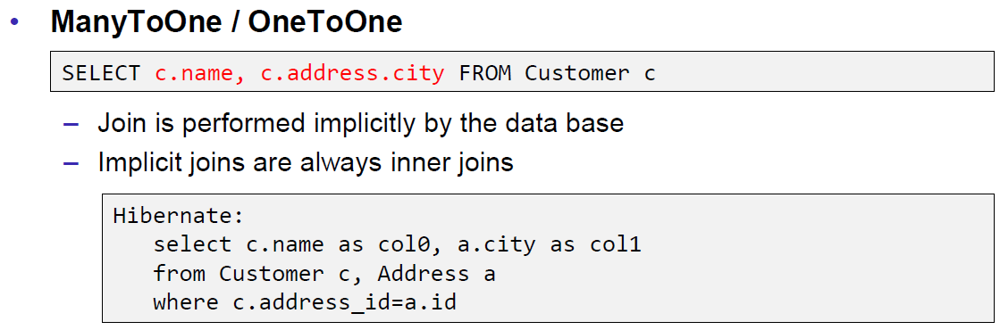 • ManyToOne / OneToOne
SELECT c.name, c.address.city FROM Customer c
– Join is performed implicitly by the data base
– Implicit joins are always inner joins
Hibernate:
select c.name as col0, a.city as col1
from Customer c, Address a
where c.address_id=a.id